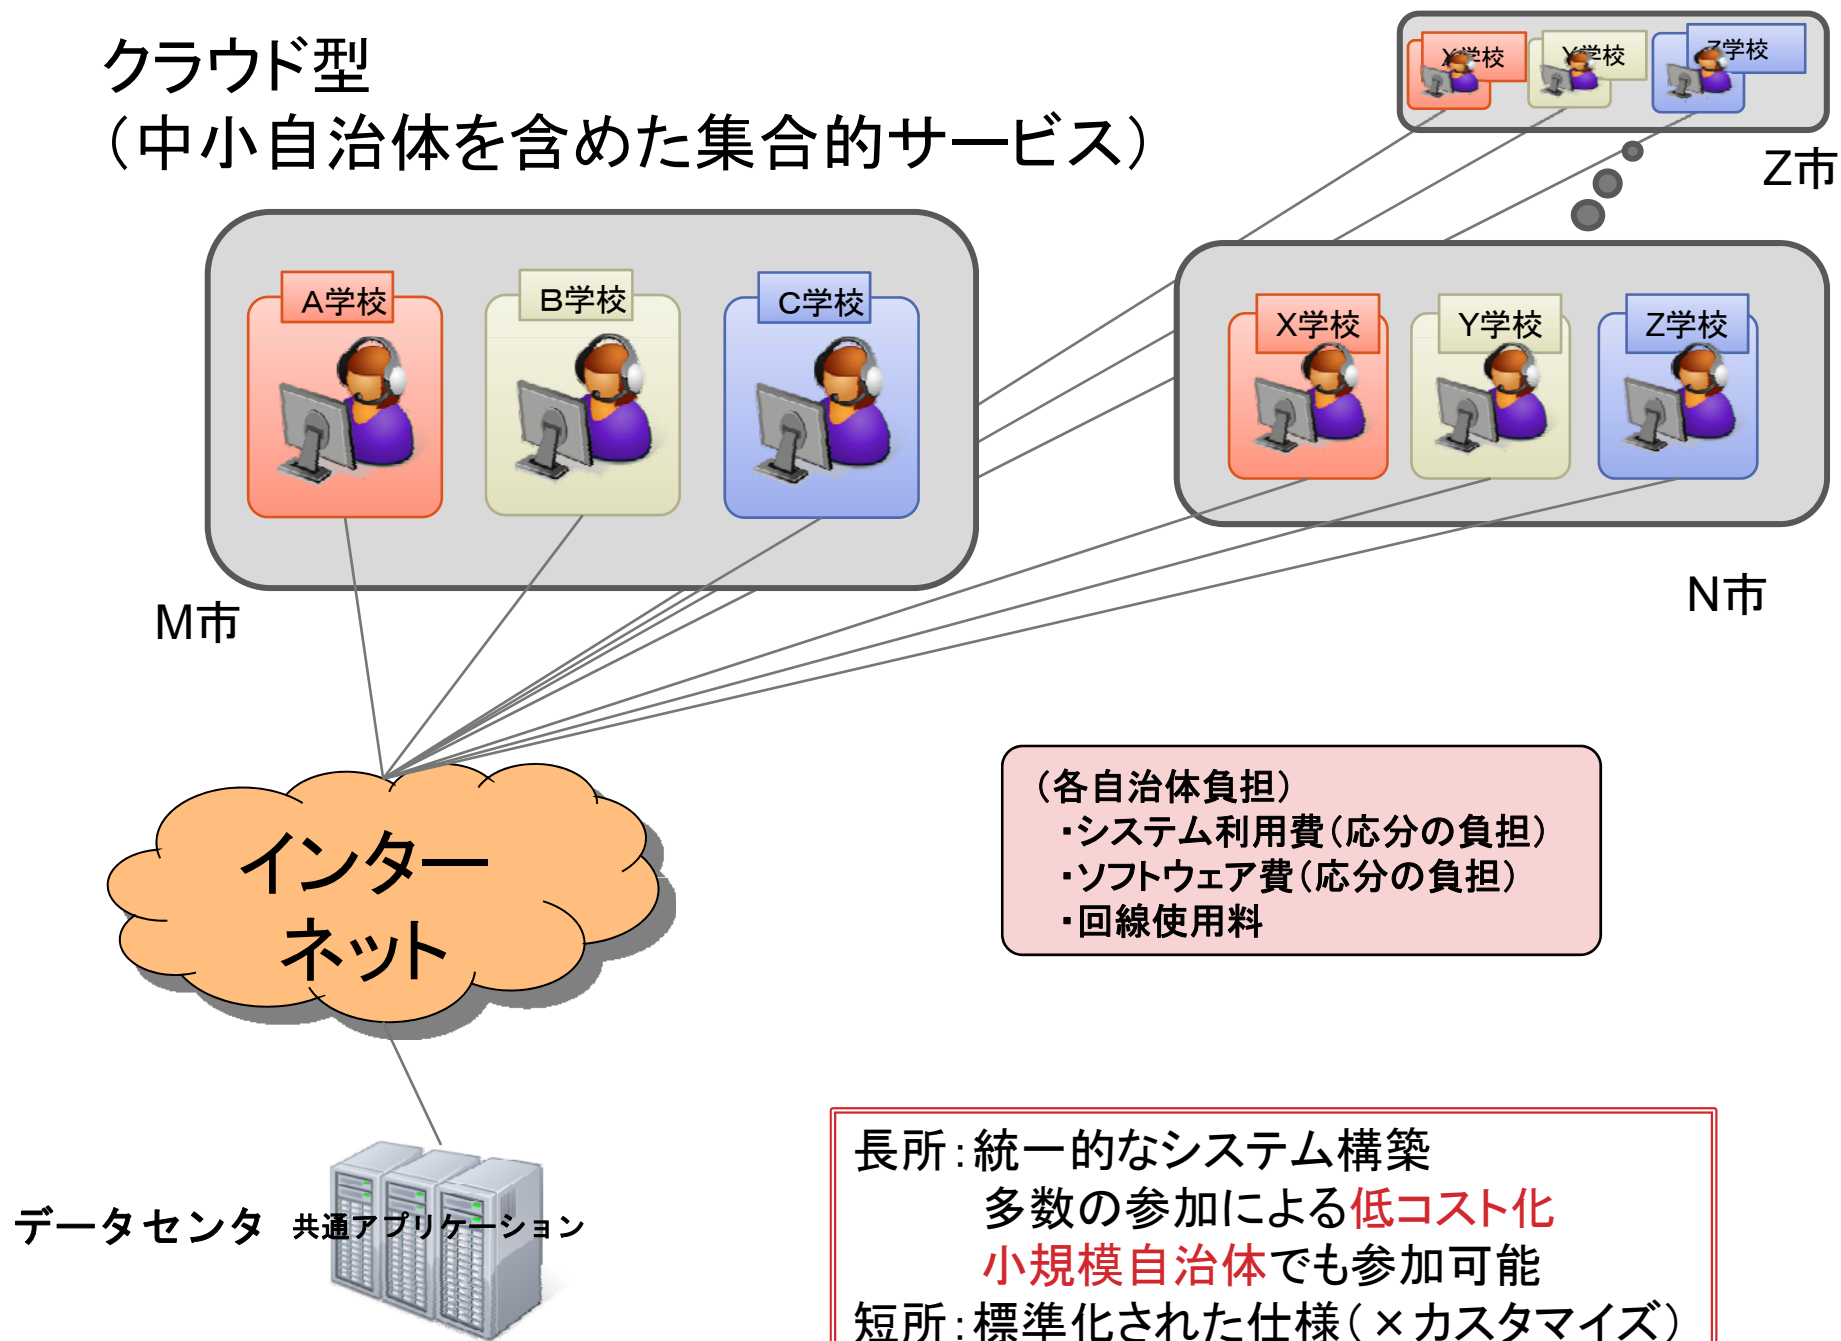 クラウド型
（中小自治体を含めた集合的サービス）
X学校 Y学校 Z学校
Z市
A学校 B学校 C学校
X学校 Y学校 Z学校
M市
N市
インター
ネット
（各自治体負担）
・システム利用費（応分の負担）
・ソフトウェア費（応分の負担）
・回線使用料
データセンタ 共通アプリケーション
長所：統一的なシステム構築
多数の参加による低コスト化
小規模自治体でも参加可能
短所：標準化された仕様（×カスタマイズ）